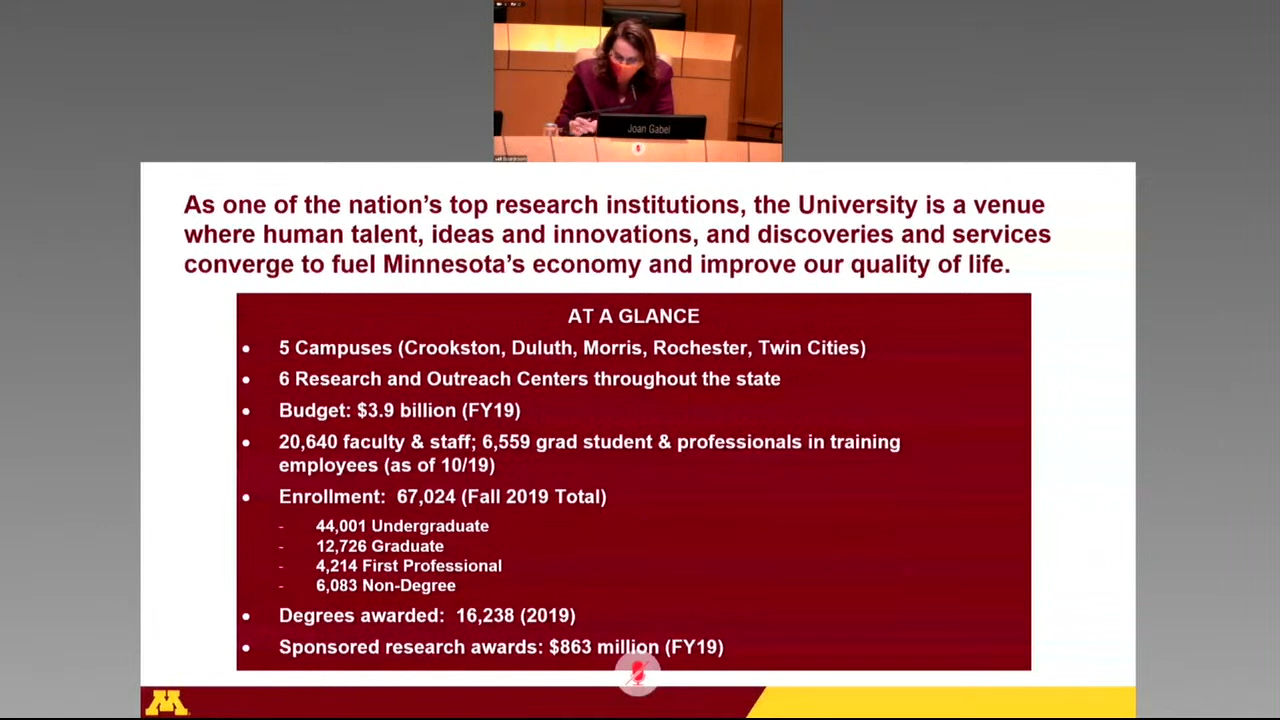 Joan Gabel
As one of the nation's top research institutions, the University is a venue
where human talent, ideas and innovations, and discoveries and services
converge to fuel Minnesota's economy and improve our quality of life.
AT A GLANCE
• 5 Campuses (Crookston, Duluth, Morris, Rochester, Twin Cities)
• 6 Research and Outreach Centers throughout the state
• Budget: $3.9 billion (FY19)
• 20,640 faculty & staff; 6,559 grad student & professionals in training
employees (as of 10/19)
• Enrollment: 67,024 (Fall 2019 Total)
- 44,001 Undergraduate
- 12,726 Graduate
- 4,214 First Professional
- 6,083 Non-Degree
• Degrees awarded: 16,238 (2019)
• Sponsored research awards: $863 million (FY19)
M